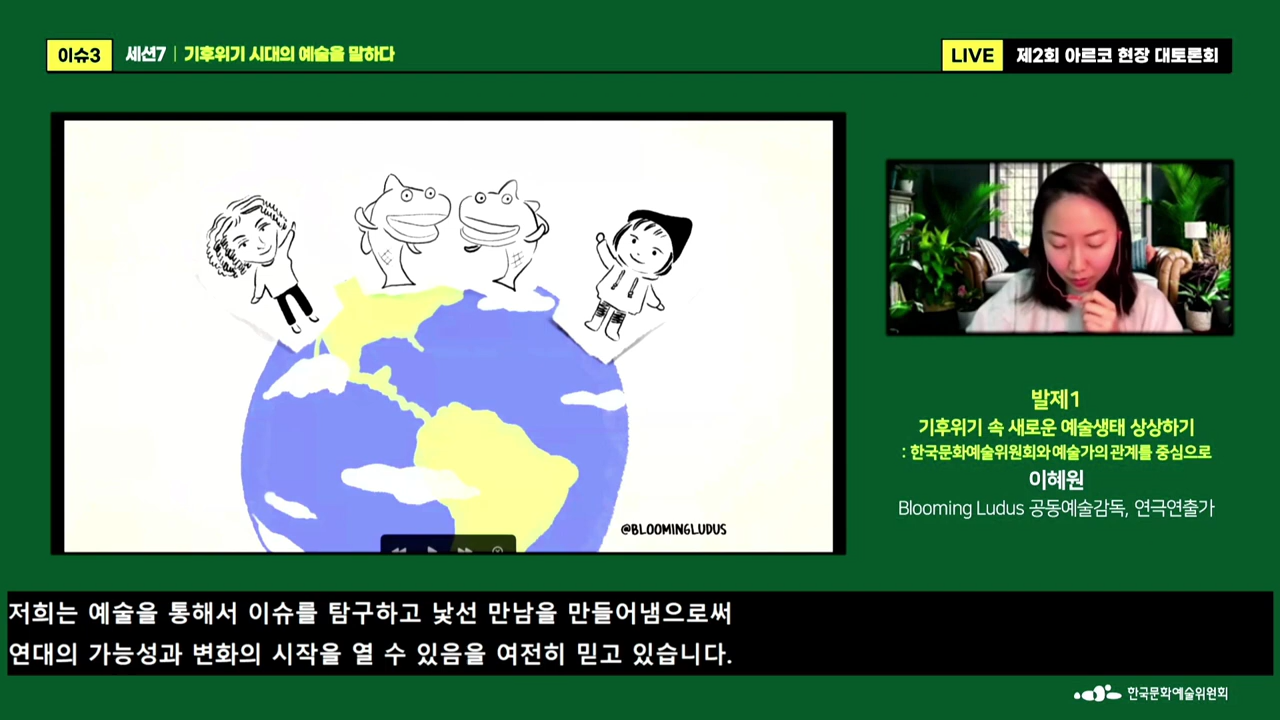 이슈3
세션7 | 기후위기 시대의 예술을 말하다
LIVE
제2회 아르코 현장 대토론회
@BLOOMINGLUDUS
발제1
기후위기 속 새로운 예술생태 상상하기
: 한국문화예술위원회와 예술가의 관계를 중심으로
이혜원
Blooming Ludus 공동예술감독, 연극연출가
저희는 예술을 통해서 이슈를 탐구하고 낯선 만남을 만들어냄으로써
연대의 가능성과 변화의 시작을 열 수 있음을 여전히 믿고 있습니다.
한국문화예술위원회